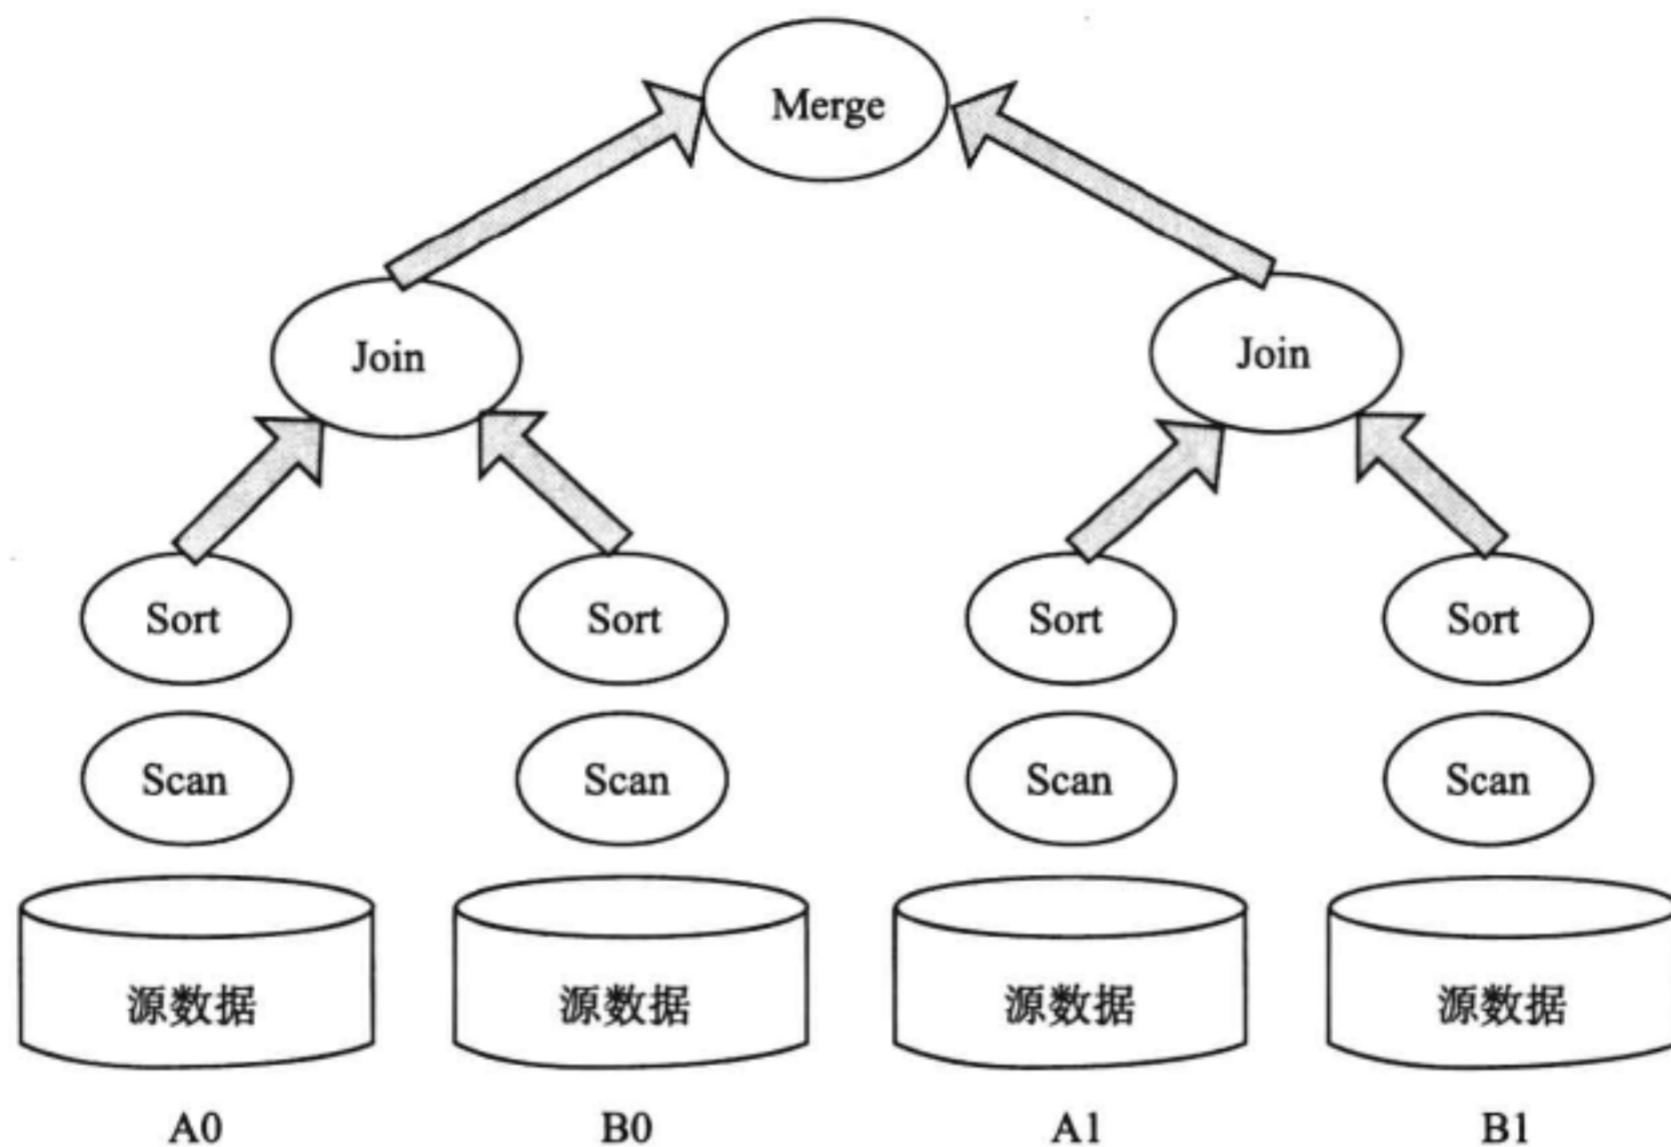 Merge
Join
Join
Sort
Sort
Sort
Sort
Scan
Scan
Scan
Scan
源数据
源数据
源数据
源数据
A0
B0
A1
B1